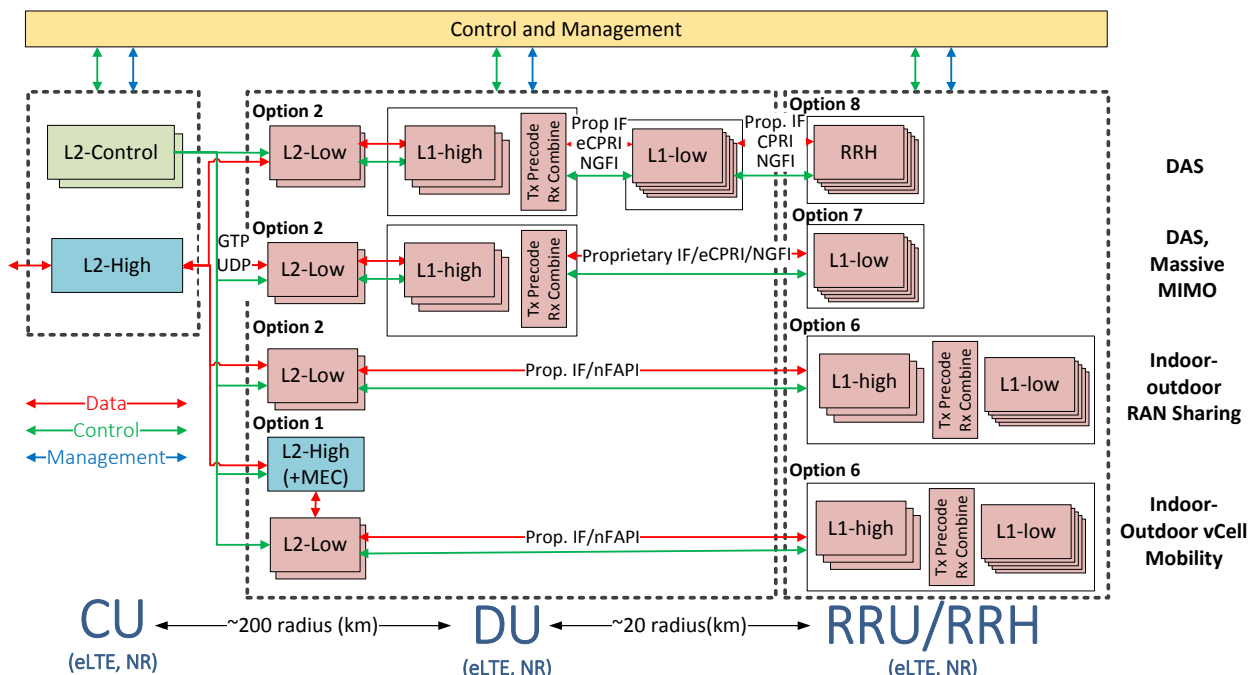 Control and Management
Option 2
Option 8
L2-Control
L2-Low
L1-high
Tx Precode
Rx Combine
Prop IF
eCPRI
NGFI
L1-low
Prop. IF
CPRI
NGFI
RRH
DAS
L2-High
GTP
UDP
Option 2
L2-Low
L1-high
Tx Precode
Rx Combine
Proprietary IF/eCPRI/NGFI
Option 7
L1-low
DAS,
Massive
MIMO
Option 2
L2-Low
Prop. IF/nFAPI
Option 6
L1-high
Tx Precode
Rx Combine
L1-low
Indoor-
outdoor
RAN Sharing
Data
Control
Management
Option 1
L2-High
(+MEC)
L2-Low
Prop. IF/nFAPI
Option 6
L1-high
Tx Precode
Rx Combine
L1-low
Indoor-
Outdoor vCell
Mobility
CU
~200 radius (km)
DU
~20 radius(km)
RRU/RRH
(eLTE, NR)
(eLTE, NR)
(eLTE, NR)